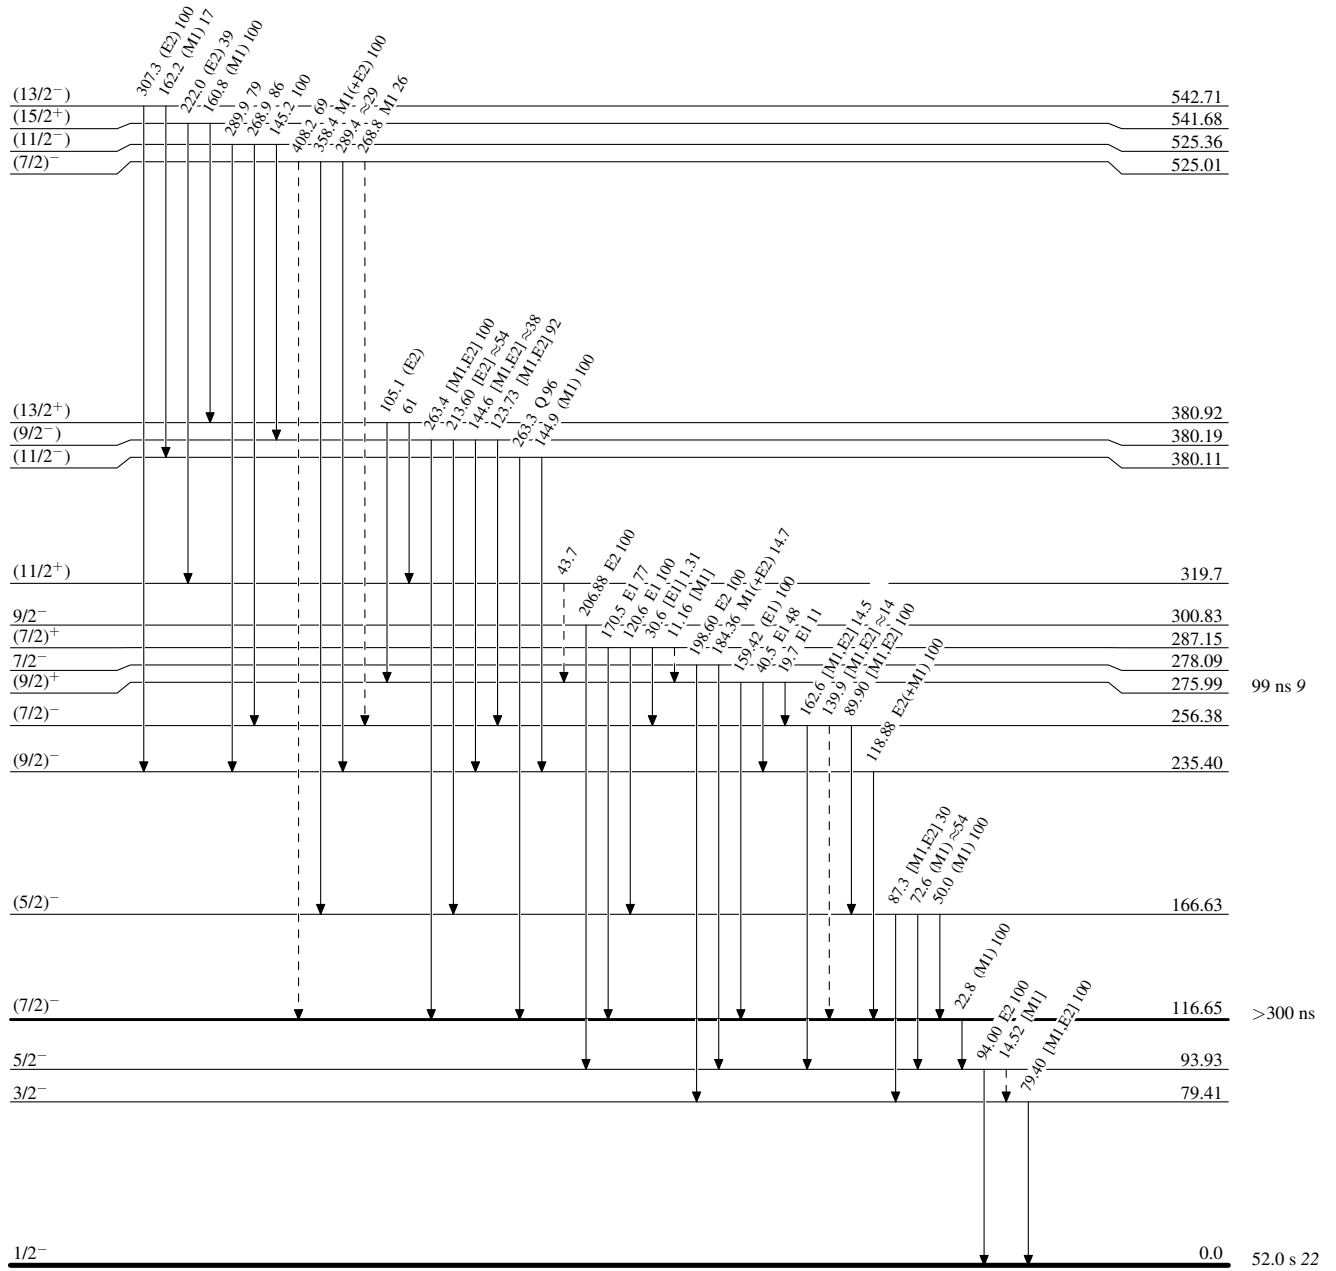 307.3 (E2) 100
162.2 (M1) 17
222.0 (E2) 39
160.8 (M1) 100
289.9 79
268.9 86
145.2 100
408.2 69
358.4 M1(+E2) 100
289.4 ≈29
268.8 M1 26
(13/2⁻) 542.71
(15/2⁺) 541.68
(11/2⁻) 525.36
(7/2)⁻ 525.01
105.1 (E2)
61
263.4 [M1,E2] 100
213.60 [E2] ≈54
144.6 [M1,E2] ≈38
123.73 [M1,E2] 92
263.3 Q 96
144.9 (M1) 100
(13/2⁺) 380.92
(9/2⁻) 380.19
(11/2⁻) 380.11
43.7
206.88 E2 100
170.5 E1 77
120.6 E1 100
30.6 [E1] 1.31
11.16 [M1]
198.60 E2 100
184.36 M1(+E2) 14.7
159.42 (E1) 100
40.5 E1 48
19.7 E1 11
162.6 [M1,E2] 14.5
139.9 [M1,E2] ≈14
89.90 [M1,E2] 100
118.88 E2(+M1) 100
(11/2⁺) 319.7
9/2⁻ 300.83
(7/2)⁺ 287.15
7/2⁻ 278.09
(9/2)⁺ 275.99 99 ns 9
(7/2)⁻ 256.38
(9/2)⁻ 235.40
87.3 [M1,E2] 30
72.6 (M1) ≈54
50.0 (M1) 100
(5/2)⁻ 166.63
22.8 (M1) 100
94.00 E2 100
14.52 [M1]
79.40 [M1,E2] 100
(7/2)⁻ 116.65 >300 ns
5/2⁻ 93.93
3/2⁻ 79.41
1/2⁻ 0.0 52.0 s 22